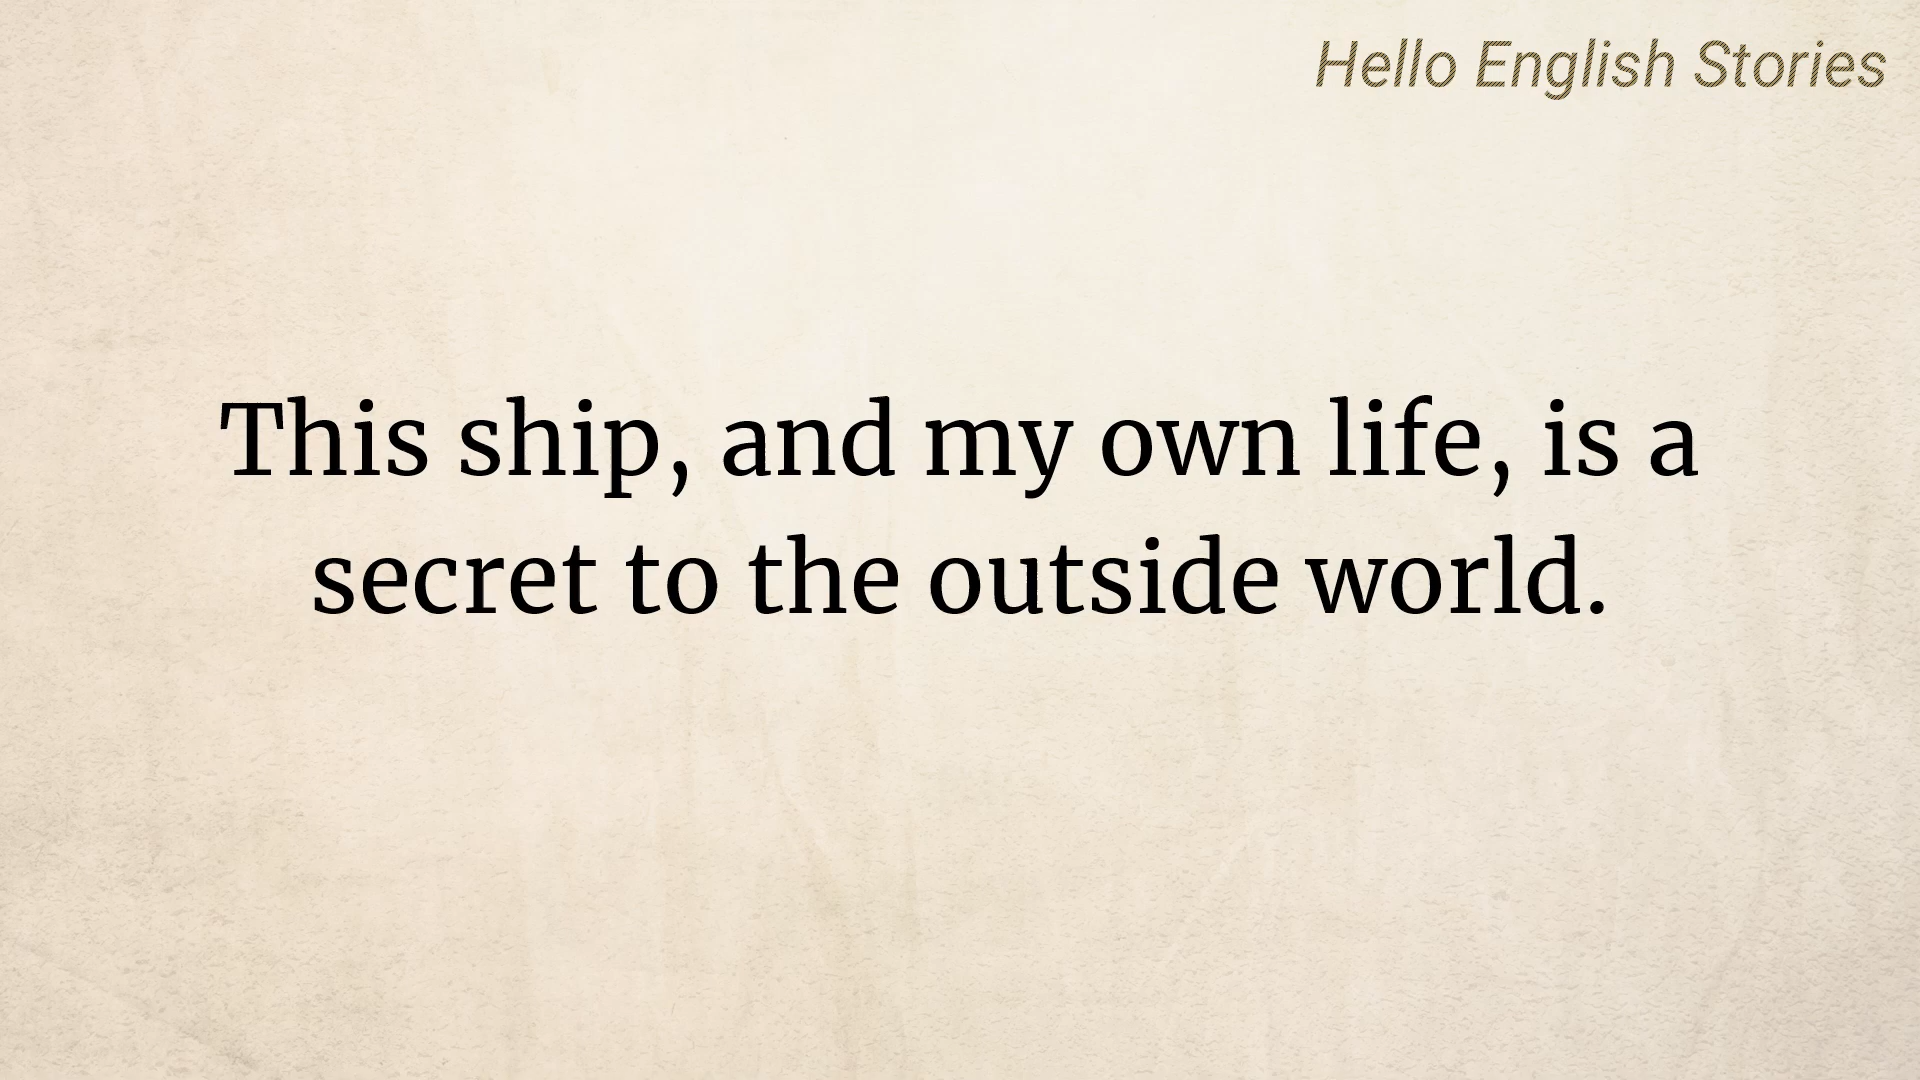 Hello English Stories
This ship, and my own life, is a
secret to the outside world.